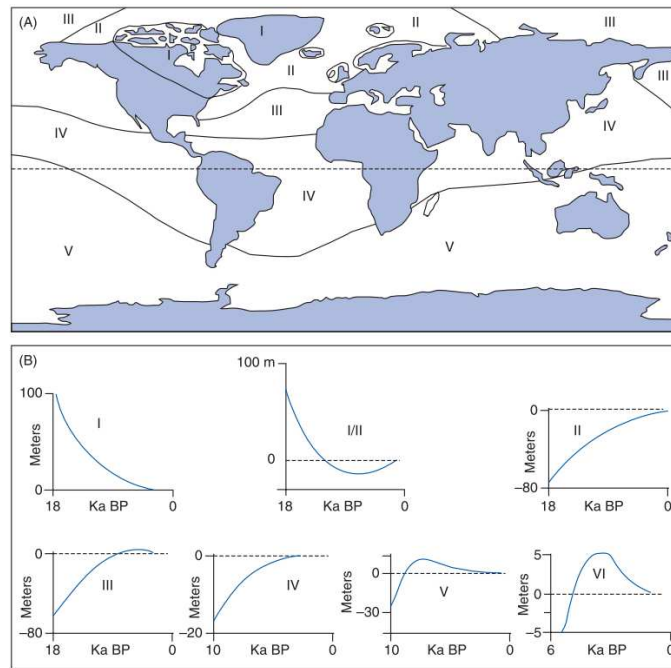 (A)
III
II
I
II
III
I
II
III
III
IV
IV
IV
V
V
(B)
100 m
100
0
Meters
I
18
Ka BP
0
0
I/II
18
Ka BP
0
0
−80
Meters
II
18
Ka BP
0
0
−80
Meters
III
18
Ka BP
0
0
−20
Meters
IV
10
Ka BP
0
0
−30
Meters
V
10
Ka BP
0
5
0
−5
Meters
VI
6
Ka BP
0